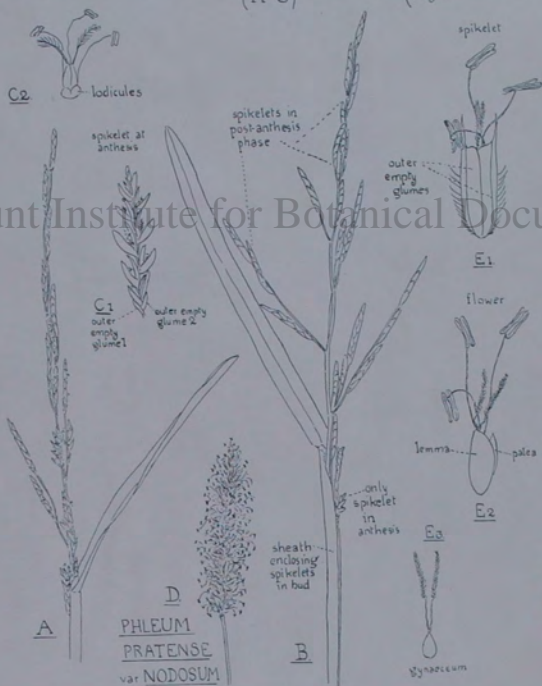 spikelet
C2
lodicules
spikelet at
anthesis
spikelets in
post-anthesis
phase
outer
empty
glumes
E1
unt Institute for Botanical Docu
C1
outer
empty
glume 1
outer empty
glume 2
flower
lemma
palea
E2
only
spikelet
in
anthesis
E3
sheath
enclosing
spikelets
in bud
gynaeceum
A
D
B
PHLEUM
PRATENSE
var NODOSUM